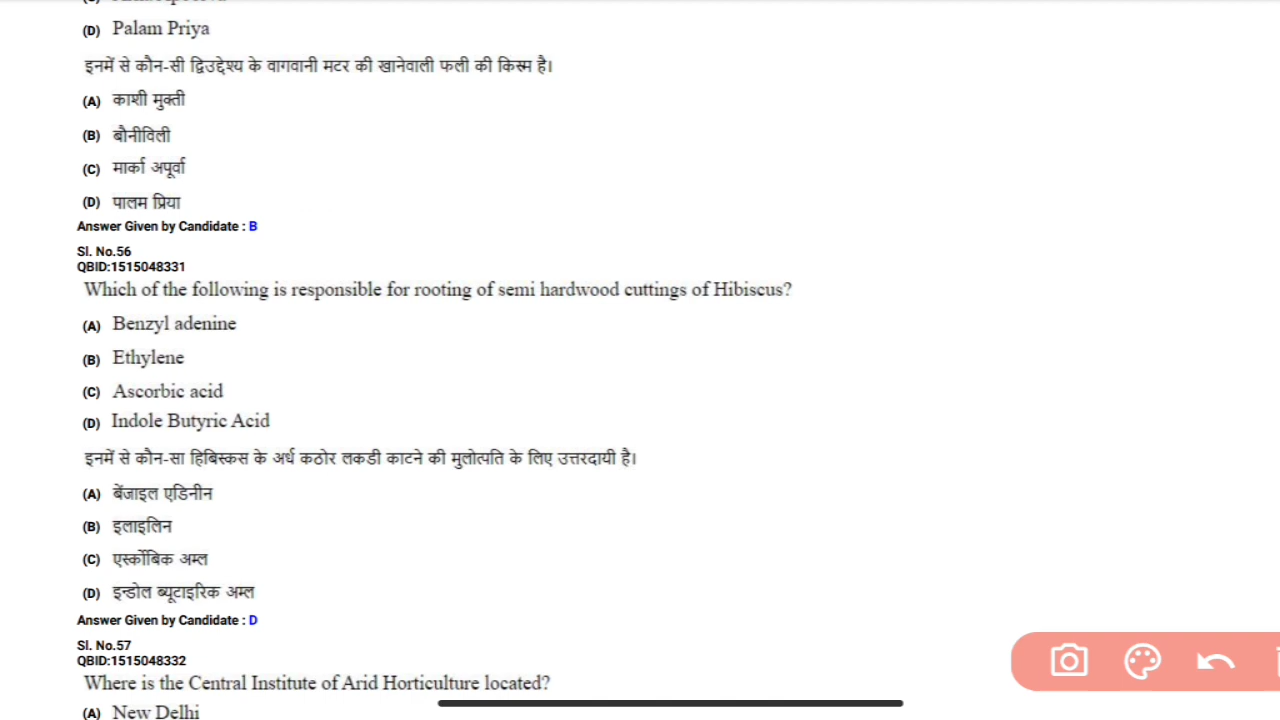 (D) Palam Priya
इनमें से कौन-सी द्विउद्देश्य के वागवानी मटर की खानेवाली फली की किस्म है।
(A) काशी मुक्ती
(B) बौनीविली
(C) मार्का अपूर्वा
(D) पालम प्रिया
Answer Given by Candidate : B
Sl. No.56
QBID:1515048331
Which of the following is responsible for rooting of semi hardwood cuttings of Hibiscus?
(A) Benzyl adenine
(B) Ethylene
(C) Ascorbic acid
(D) Indole Butyric Acid
इनमें से कौन-सा हिबिस्कस के अर्ध कठोर लकडी काटने की मुलोत्पति के लिए उत्तरदायी है।
(A) बेंजाइल एडिनीन
(B) इलाइलिन
(C) एस्कोंबिक अम्ल
(D) इन्डोल ब्यूटाइरिक अम्ल
Answer Given by Candidate : D
Sl. No.57
QBID:1515048332
Where is the Central Institute of Arid Horticulture located?
(A) New Delhi